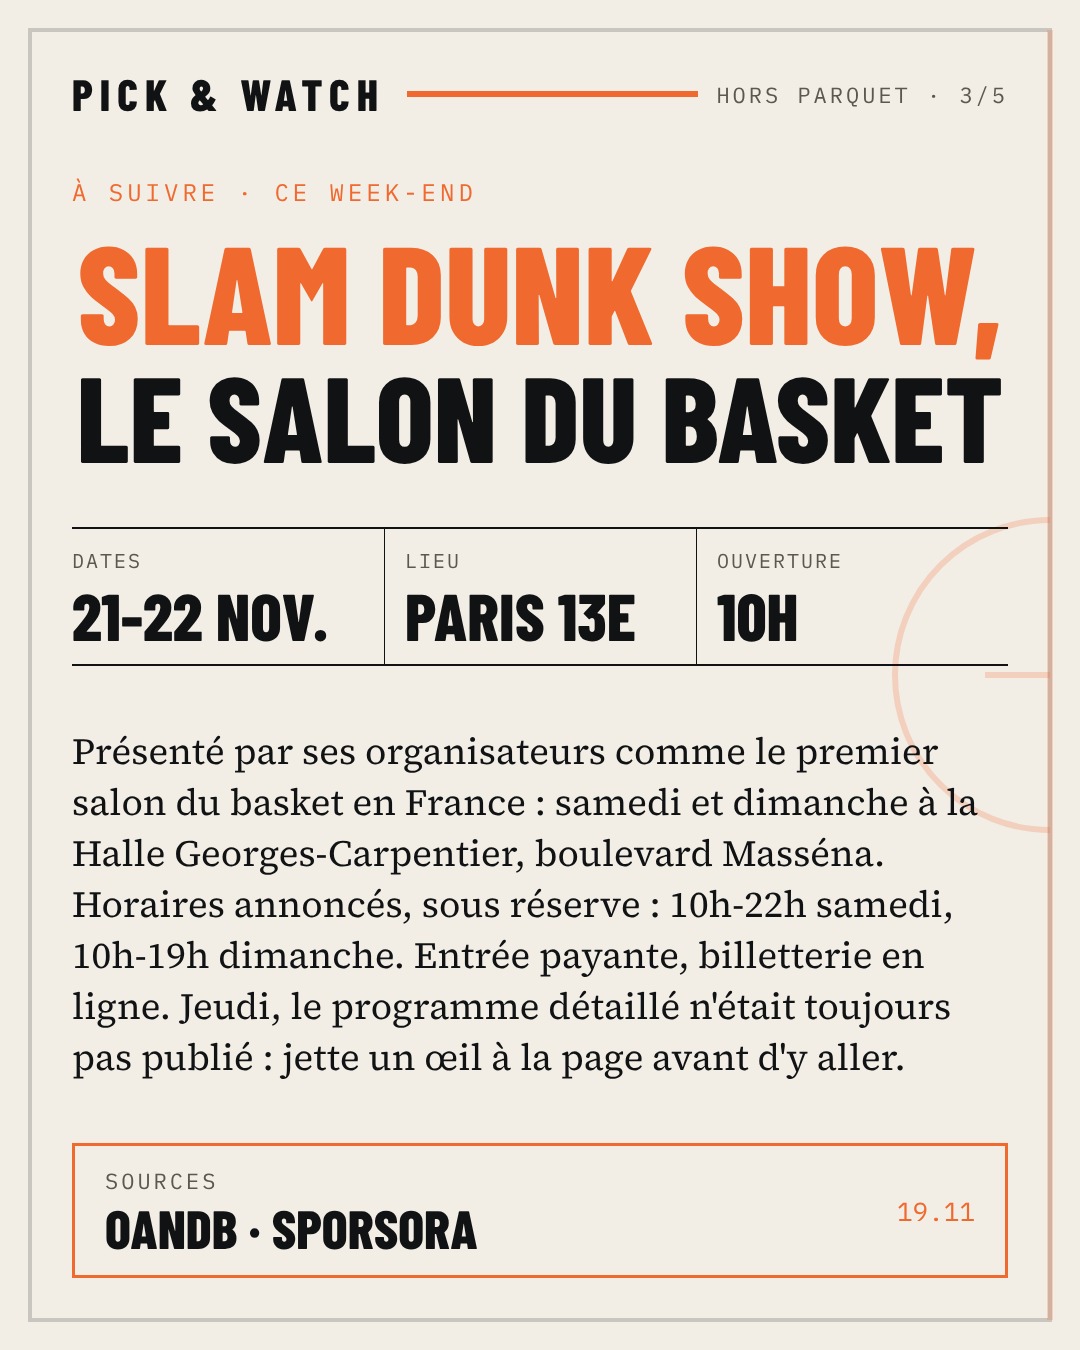 PICK & WATCH
HORS PARQUET · 3/5
À SUIVRE · CE WEEK-END
SLAM DUNK SHOW,
LE SALON DU BASKET
DATES
21-22 NOV.
LIEU
PARIS 13E
OUVERTURE
10H
Présenté par ses organisateurs comme le premier
salon du basket en France : samedi et dimanche à la
Halle Georges-Carpentier, boulevard Masséna.
Horaires annoncés, sous réserve : 10h-22h samedi,
10h-19h dimanche. Entrée payante, billetterie en
ligne. Jeudi, le programme détaillé n'était toujours
pas publié : jette un œil à la page avant d'y aller.
SOURCES
OANDB · SPORSORA
19.11